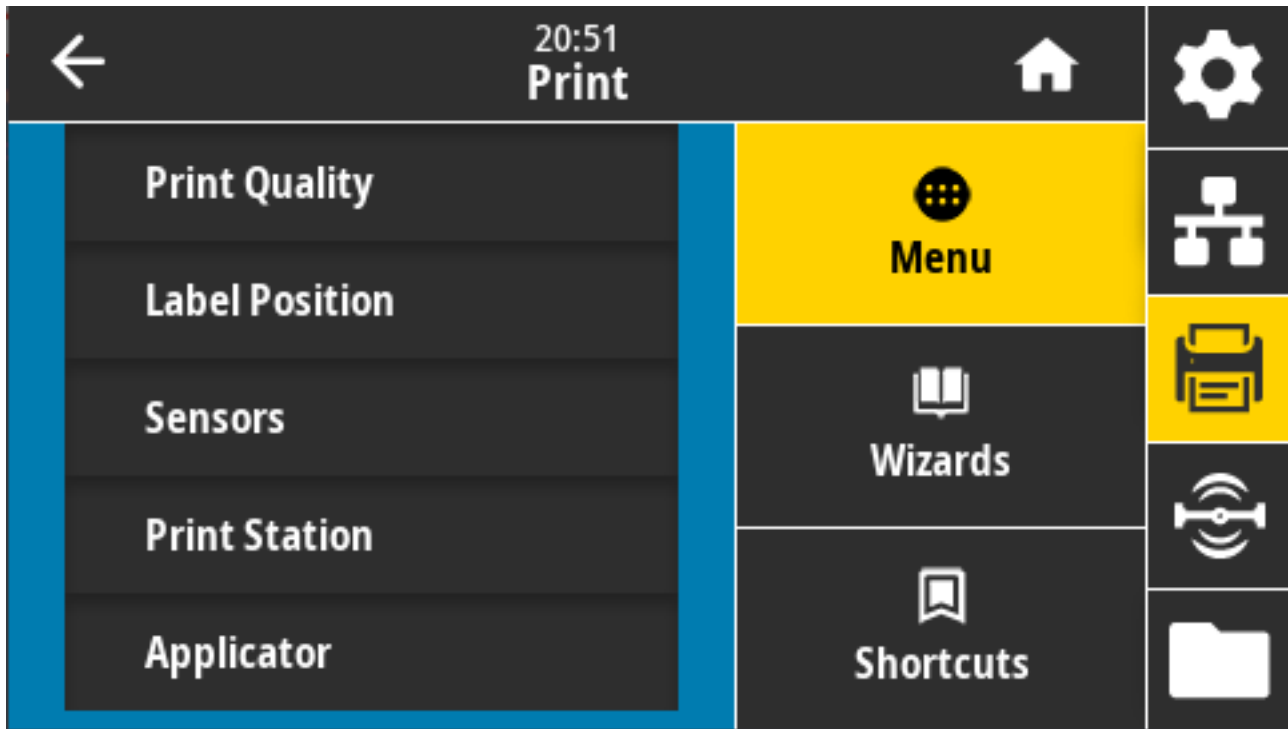 20:51
Print
Print Quality
Label Position
Sensors
Print Station
Applicator
Menu
Wizards
Shortcuts